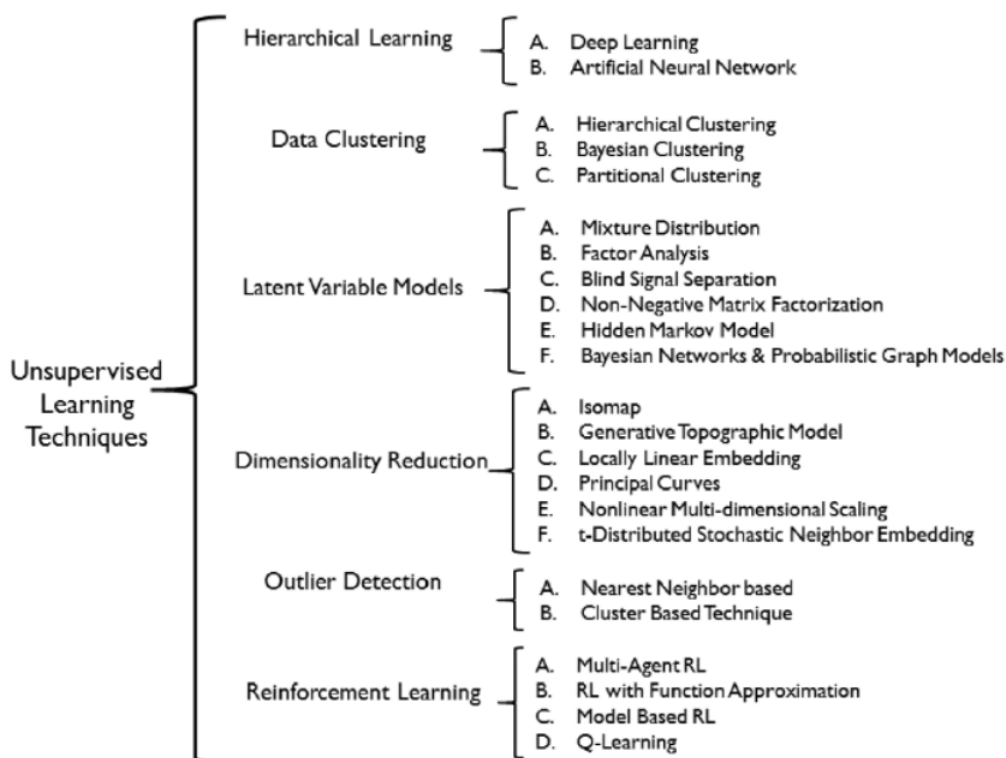 Hierarchical Learning
A. Deep Learning
B. Artificial Neural Network
Data Clustering
A. Hierarchical Clustering
B. Bayesian Clustering
C. Partitional Clustering
Latent Variable Models
A. Mixture Distribution
B. Factor Analysis
C. Blind Signal Separation
D. Non-Negative Matrix Factorization
E. Hidden Markov Model
F. Bayesian Networks & Probabilistic Graph Models
Unsupervised
Learning
Techniques
Dimensionality Reduction
A. Isomap
B. Generative Topographic Model
C. Locally Linear Embedding
D. Principal Curves
E. Nonlinear Multi-dimensional Scaling
F. t-Distributed Stochastic Neighbor Embedding
Outlier Detection
A. Nearest Neighbor based
B. Cluster Based Technique
Reinforcement Learning
A. Multi-Agent RL
B. RL with Function Approximation
C. Model Based RL
D. Q-Learning